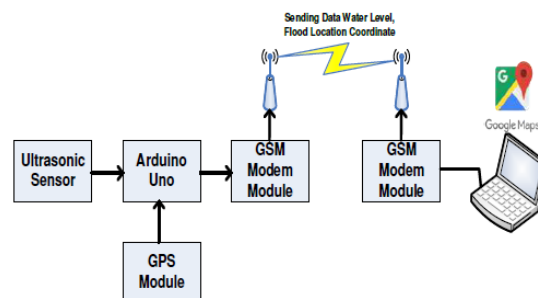 Sending Data Water Level,
Flood Location Coordinate
G
Google Maps
Ultrasonic
Sensor
Arduino
Uno
GSM
Modem
Module
GSM
Modem
Module
GPS
Module